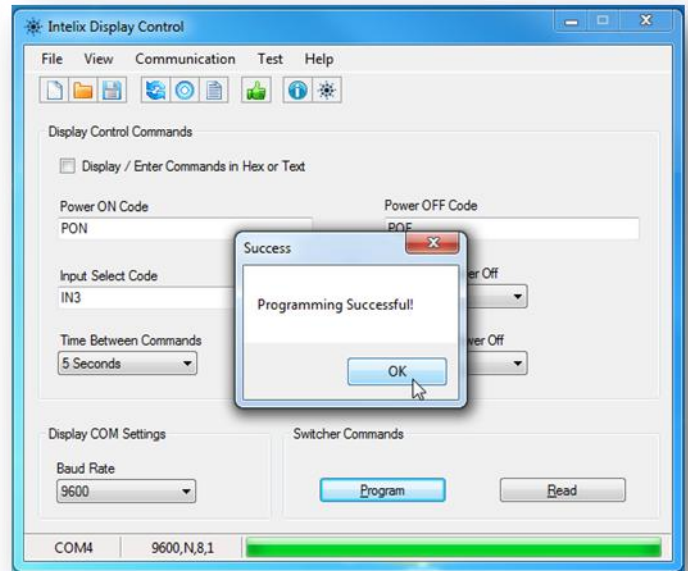 Intelix Display Control
File View Communication Test Help
Display Control Commands
Display / Enter Commands in Hex or Text
Power ON Code Power OFF Code
PON POF
Success
Input Select Code er Off
IN3
Programming Successful!
Time Between Commands wer Off
5 Seconds
OK
Display COM Settings Switcher Commands
Baud Rate
9600 Program Read
COM4 9600,N,8,1